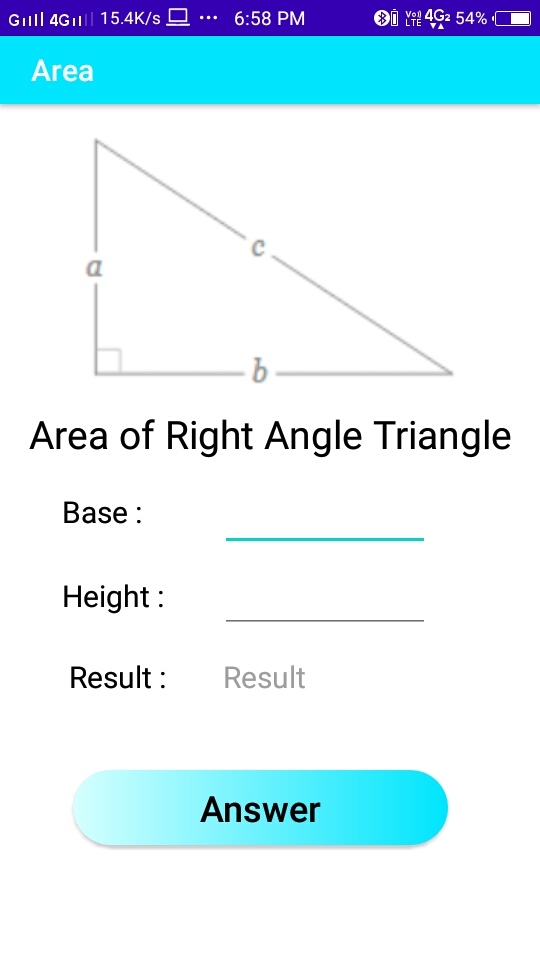 G 4G 15.4K/s ... 6:58 PM Vo)) LTE 4G2 54%
Area
c
a
b
Area of Right Angle Triangle
Base :
Height :
Result : Result
Answer